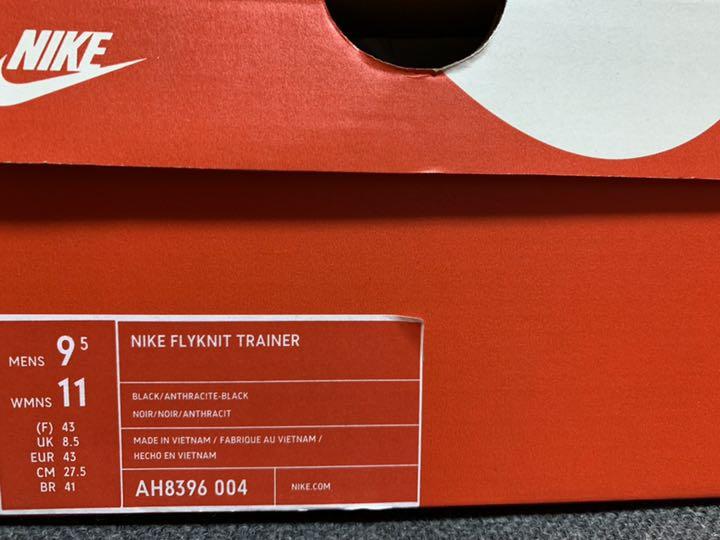 NIKE
MENS 9 5
WMNS 11
(F) 43
UK 8.5
EUR 43
CM 27.5
BR 41
NIKE FLYKNIT TRAINER
BLACK/ANTHRACITE-BLACK
NOIR/NOIR/ANTHRACIT
MADE IN VIETNAM / FABRIQUE AU VIETNAM /
HECHO EN VIETNAM
AH8396 004
NIKE.COM